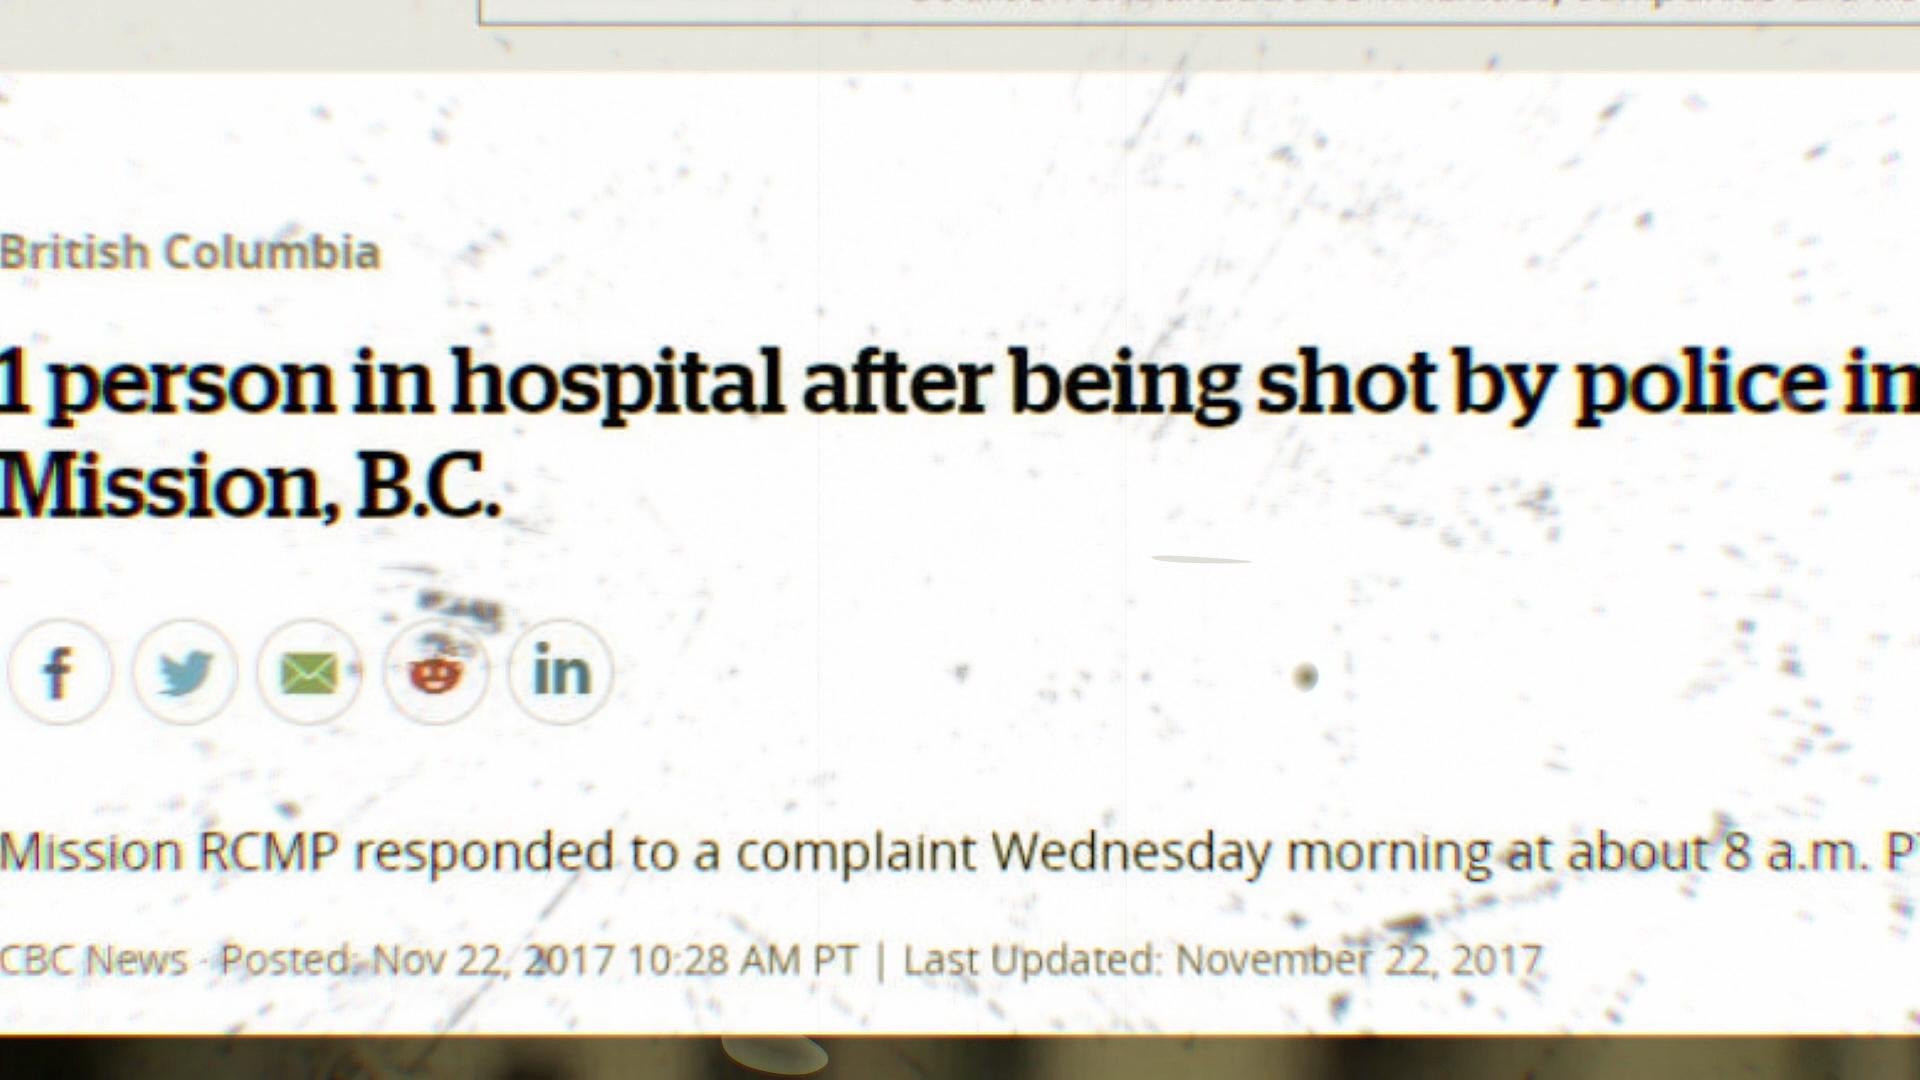 British Columbia
1 person in hospital after being shot by police in
Mission, B.C.
f
in
Mission RCMP responded to a complaint Wednesday morning at about 8 a.m.
CBC News · Posted: Nov 22, 2017 10:28 AM PT | Last Updated: November 22, 2017